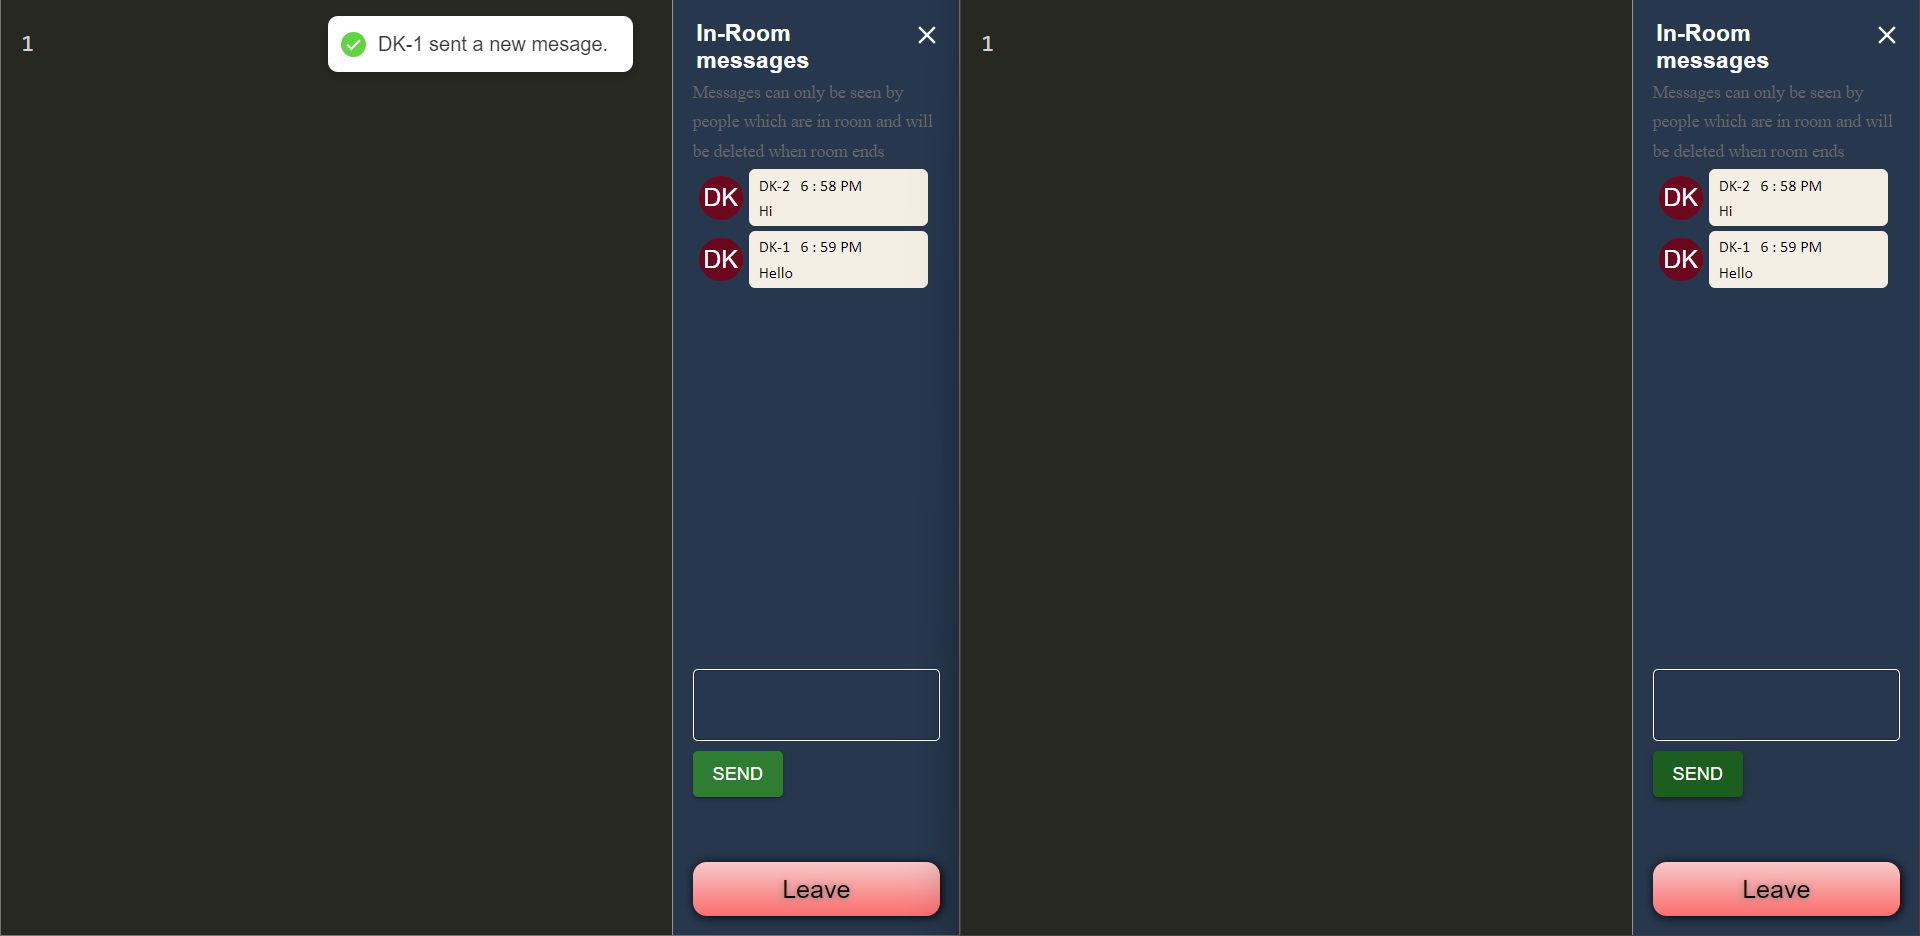 1
DK-1 sent a new mesage.
In-Room
messages
Messages can only be seen by
people which are in room and will
be deleted when room ends
DK
DK-2 6 : 58 PM
Hi
DK
DK-1 6 : 59 PM
Hello
SEND
Leave
1
In-Room
messages
Messages can only be seen by
people which are in room and will
be deleted when room ends
DK
DK-2 6 : 58 PM
Hi
DK
DK-1 6 : 59 PM
Hello
SEND
Leave